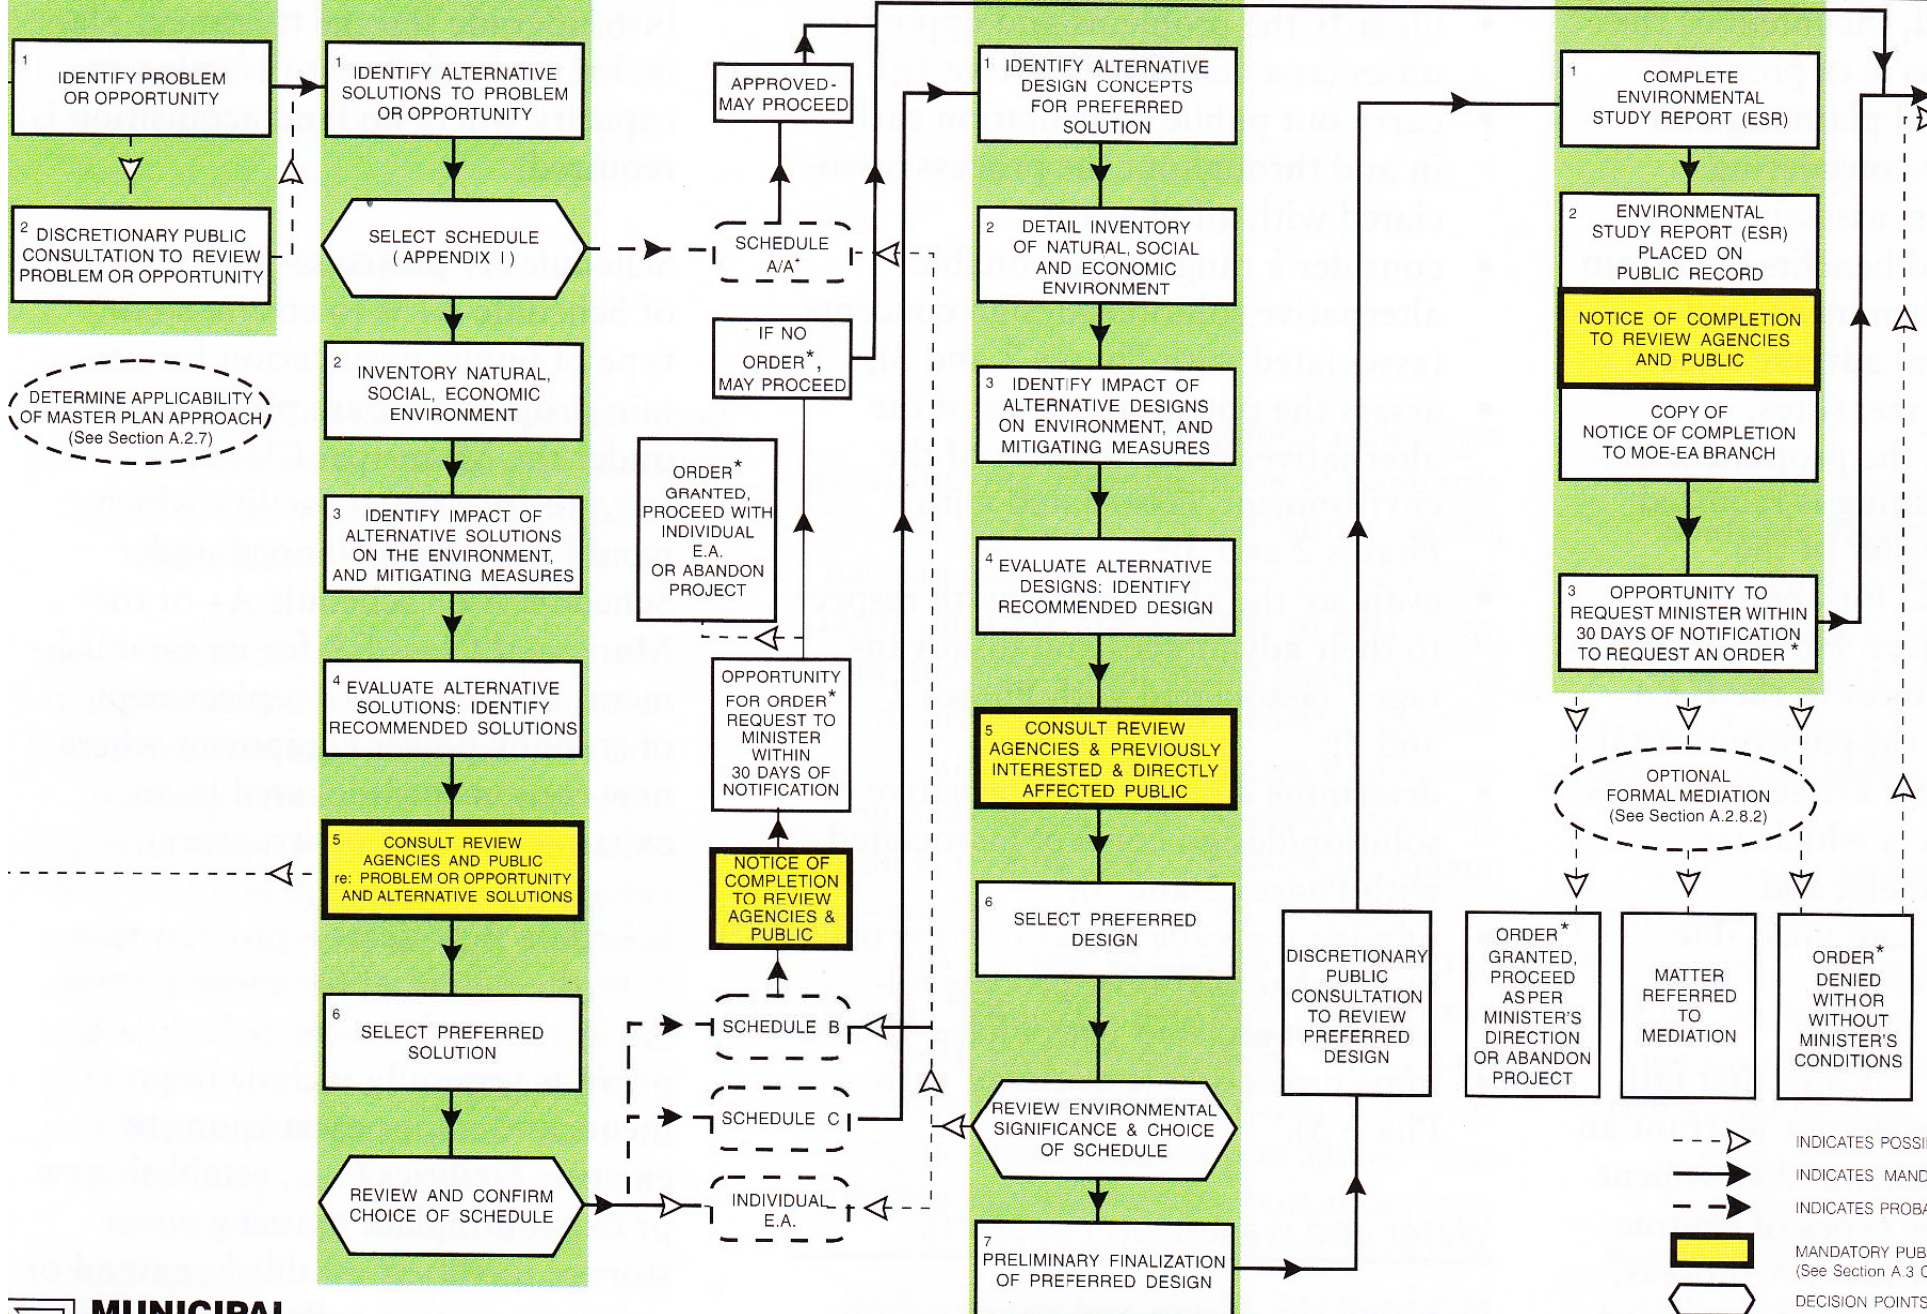 1
IDENTIFY PROBLEM
OR OPPORTUNITY
2
DISCRETIONARY PUBLIC
CONSULTATION TO REVIEW
PROBLEM OR OPPORTUNITY
DETERMINE APPLICABILITY
OF MASTER PLAN APPROACH
(See Section A.2.7)
1
IDENTIFY ALTERNATIVE
SOLUTIONS TO PROBLEM
OR OPPORTUNITY
SELECT SCHEDULE
( APPENDIX I )
2
INVENTORY NATURAL,
SOCIAL, ECONOMIC
ENVIRONMENT
3
IDENTIFY IMPACT OF
ALTERNATIVE SOLUTIONS
ON THE ENVIRONMENT,
AND MITIGATING MEASURES
4
EVALUATE ALTERNATIVE
SOLUTIONS: IDENTIFY
RECOMMENDED SOLUTIONS
5
CONSULT REVIEW
AGENCIES AND PUBLIC
re: PROBLEM OR OPPORTUNITY
AND ALTERNATIVE SOLUTIONS
6
SELECT PREFERRED
SOLUTION
REVIEW AND CONFIRM
CHOICE OF SCHEDULE
APPROVED-
MAY PROCEED
SCHEDULE
A/A+
IF NO
ORDER*,
MAY PROCEED
ORDER*
GRANTED,
PROCEED WITH
INDIVIDUAL
E.A.
OR ABANDON
PROJECT
OPPORTUNITY
FOR ORDER*
REQUEST TO
MINISTER
WITHIN
30 DAYS OF
NOTIFICATION
NOTICE OF
COMPLETION
TO REVIEW
AGENCIES &
PUBLIC
SCHEDULE B
SCHEDULE C
INDIVIDUAL
E.A.
1
IDENTIFY ALTERNATIVE
DESIGN CONCEPTS
FOR PREFERRED
SOLUTION
2
DETAIL INVENTORY
OF NATURAL, SOCIAL
AND ECONOMIC
ENVIRONMENT
3
IDENTIFY IMPACT OF
ALTERNATIVE DESIGNS
ON ENVIRONMENT, AND
MITIGATING MEASURES
4
EVALUATE ALTERNATIVE
DESIGNS: IDENTIFY
RECOMMENDED DESIGN
5
CONSULT REVIEW
AGENCIES & PREVIOUSLY
INTERESTED & DIRECTLY
AFFECTED PUBLIC
6
SELECT PREFERRED
DESIGN
REVIEW ENVIRONMENTAL
SIGNIFICANCE & CHOICE
OF SCHEDULE
7
PRELIMINARY FINALIZATION
OF PREFERRED DESIGN
DISCRETIONARY
PUBLIC
CONSULTATION
TO REVIEW
PREFERRED
DESIGN
1
COMPLETE
ENVIRONMENTAL
STUDY REPORT (ESR)
2
ENVIRONMENTAL
STUDY REPORT (ESR)
PLACED ON
PUBLIC RECORD
NOTICE OF COMPLETION
TO REVIEW AGENCIES
AND PUBLIC
COPY OF
NOTICE OF COMPLETION
TO MOE-EA BRANCH
3
OPPORTUNITY TO
REQUEST MINISTER WITHIN
30 DAYS OF NOTIFICATION
TO REQUEST AN ORDER*
OPTIONAL
FORMAL MEDIATION
(See Section A.2.8.2)
ORDER*
GRANTED,
PROCEED
AS PER
MINISTER'S
DIRECTION
OR ABANDON
PROJECT
MATTER
REFERRED
TO
MEDIATION
ORDER*
DENIED
WITH OR
WITHOUT
MINISTER'S
CONDITIONS
INDICATES POSSI
INDICATES MAND
INDICATES PROBA
MANDATORY PUB
(See Section A.3 C
DECISION POINTS
MUNICIPAL